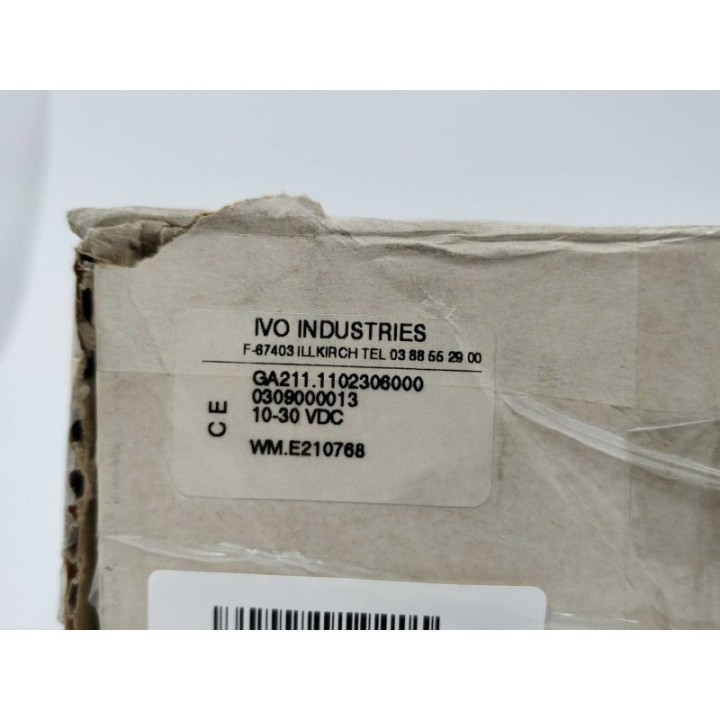 IVO INDUSTRIES
F-67403 ILLKIRCH TEL 03 88 55 29 00
GA211.1102306000
0309000013
10-30 VDC
CE
WM.E210768